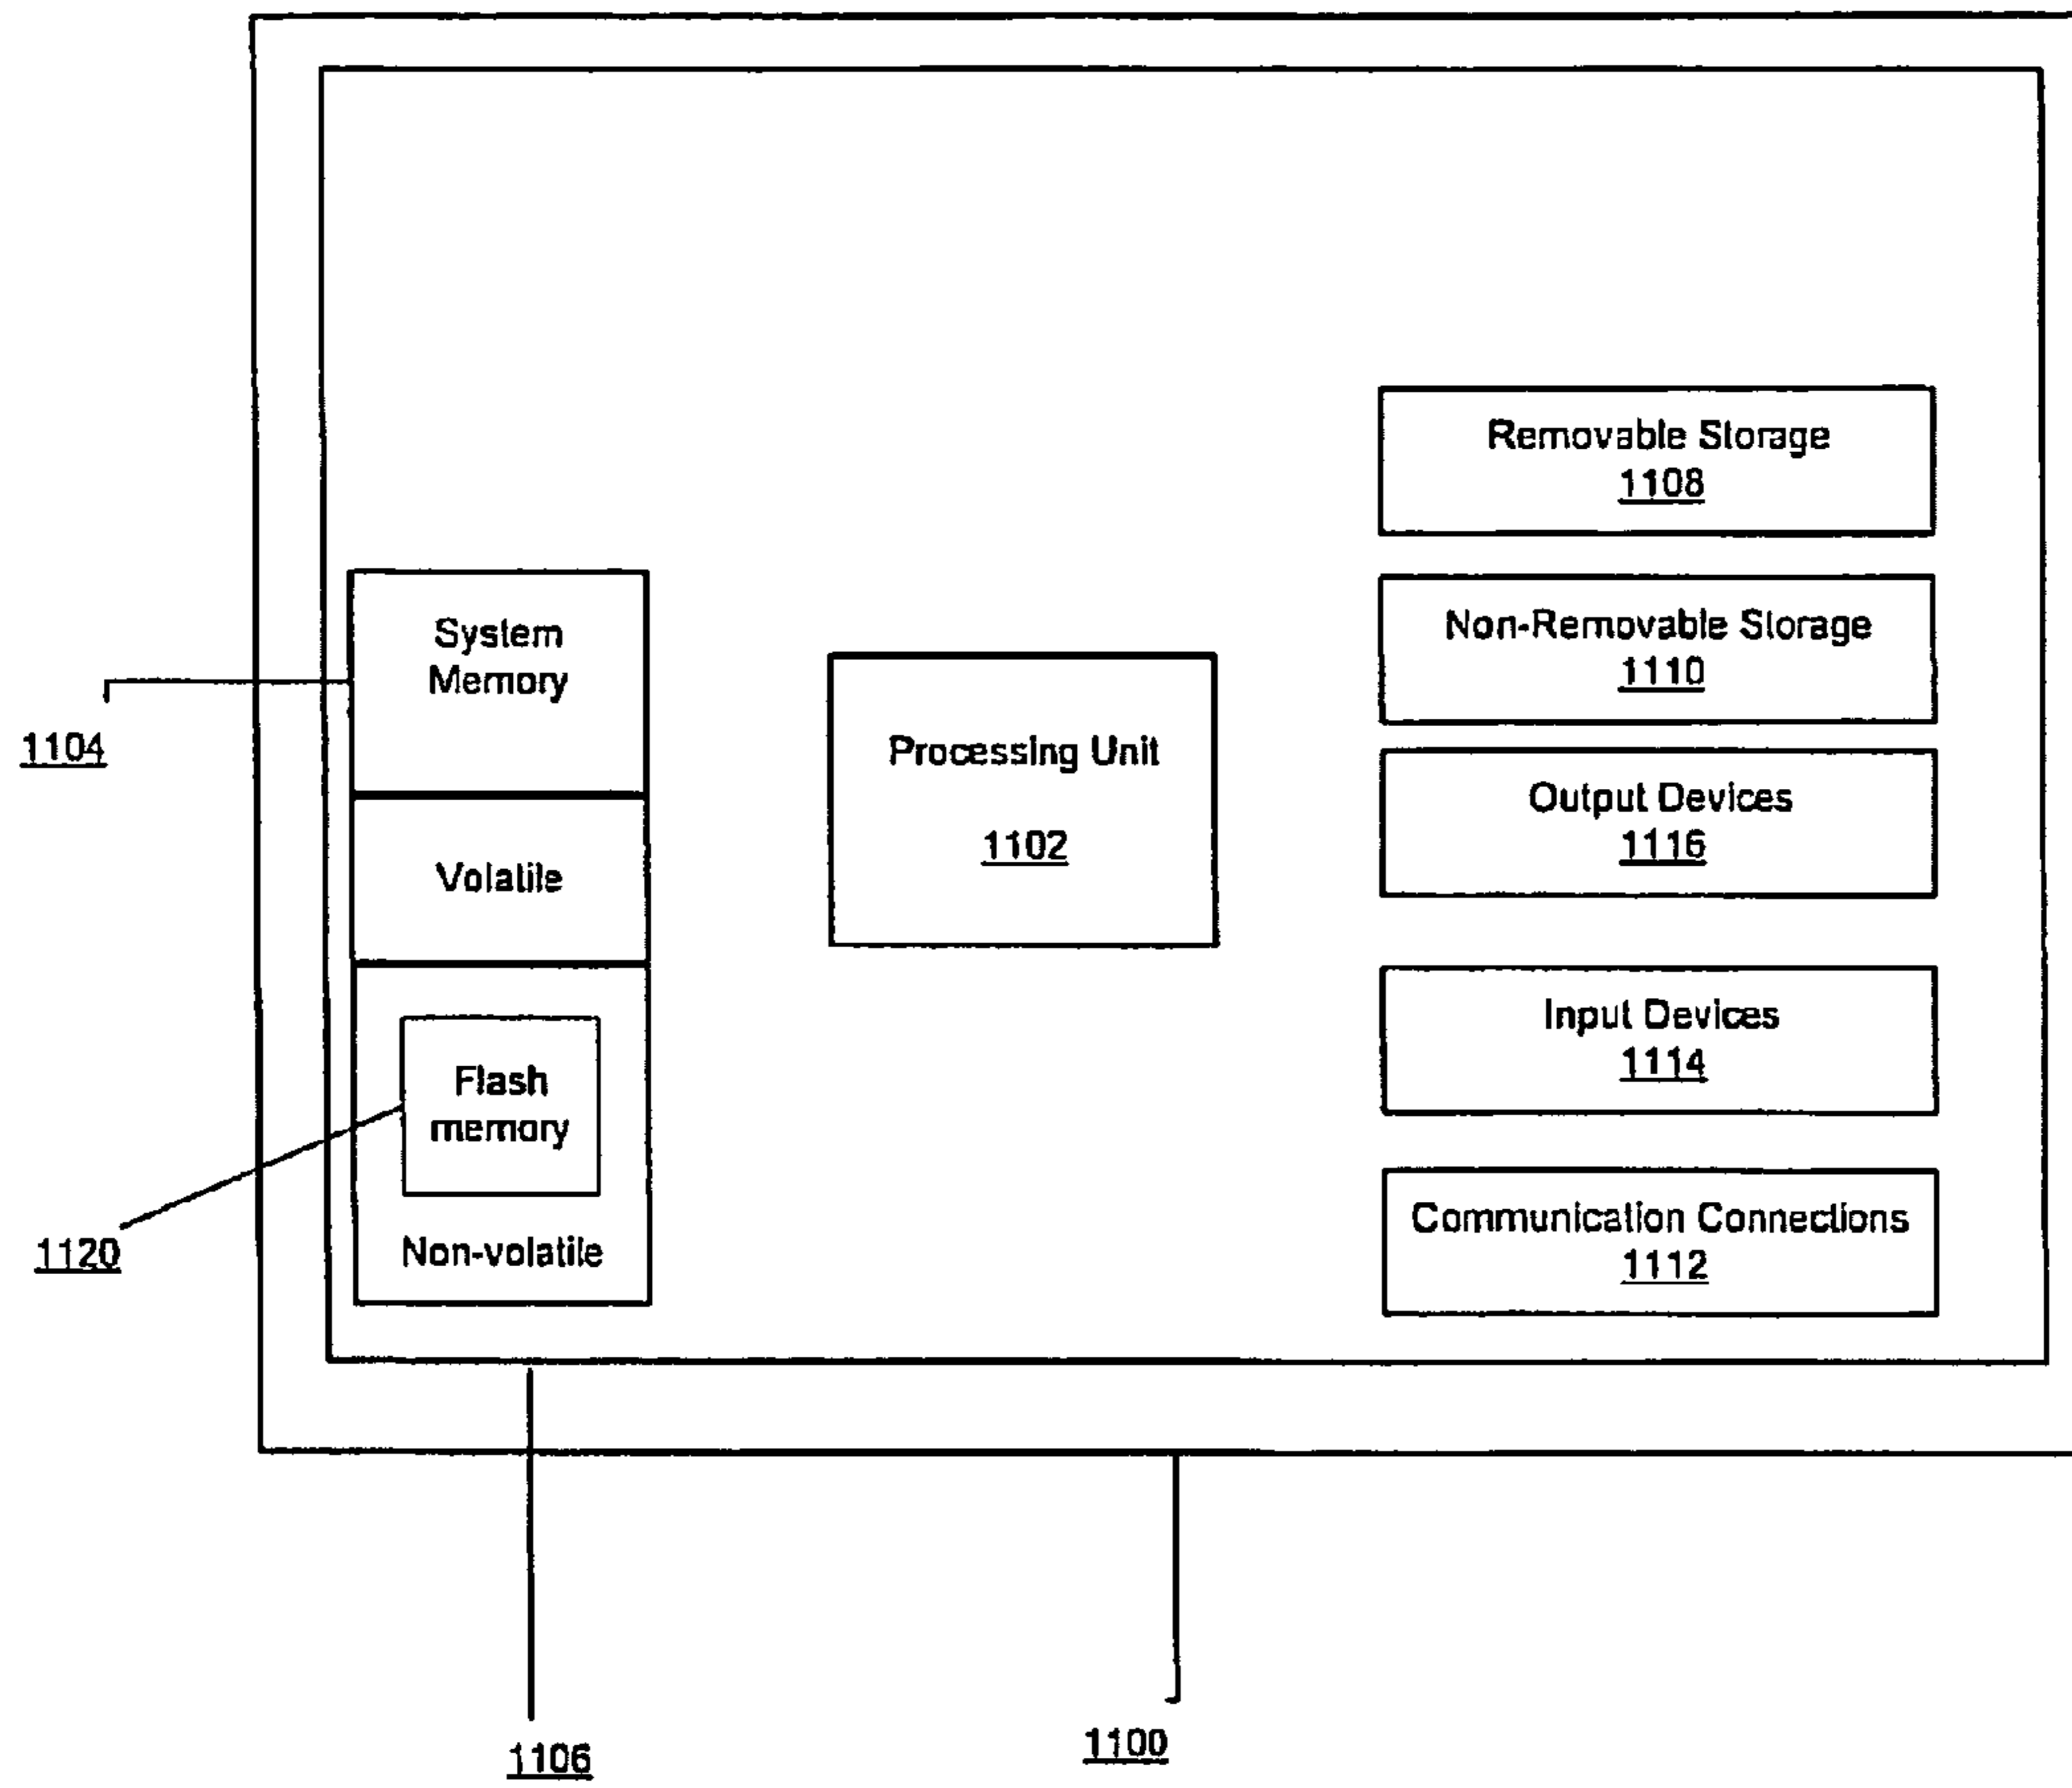 Removable Storage
1108
Non-Removable Storage
1110
System
Memory
1104
Processing Unit
1102
Output Devices
1116
Volatile
Input Devices
1114
Flash
memory
1120
Non-volatile
Communication Connections
1112
1106
1100